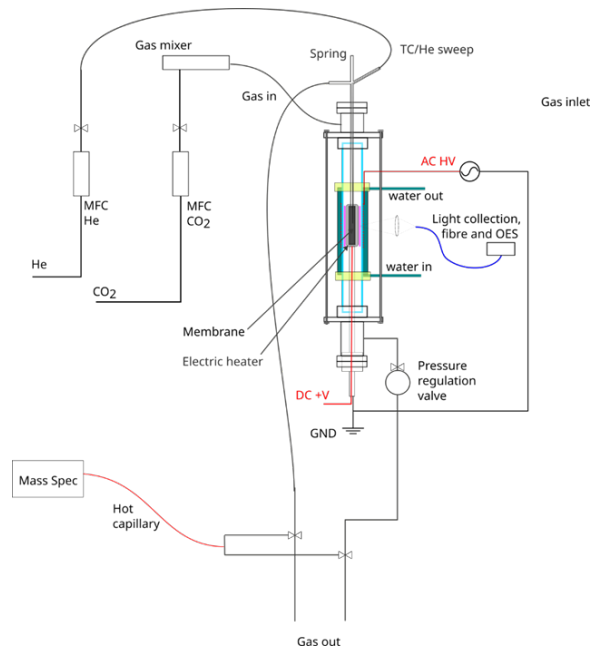 Gas mixer
Spring
TC/He sweep
Gas in
Gas inlet
AC HV
MFC
He
MFC
CO2
water out
Light collection,
fibre and OES
He
CO2
water in
Membrane
Electric heater
Pressure
regulation
valve
DC +V
GND
Mass Spec
Hot
capillary
Gas out